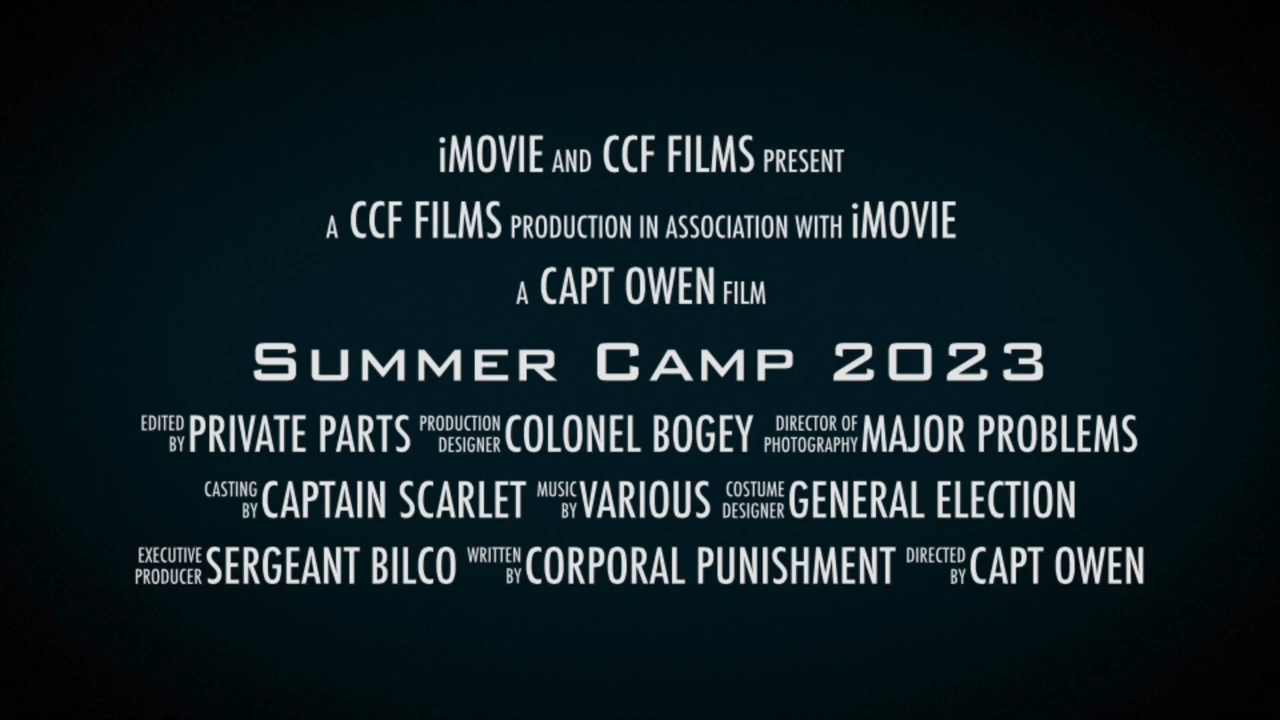 iMOVIE AND CCF FILMS PRESENT
A CCF FILMS PRODUCTION IN ASSOCIATION WITH iMOVIE
A CAPT OWEN FILM
SUMMER CAMP 2023
EDITED BY PRIVATE PARTS PRODUCTION DESIGNER COLONEL BOGEY DIRECTOR OF PHOTOGRAPHY MAJOR PROBLEMS
CASTING BY CAPTAIN SCARLET MUSIC BY VARIOUS COSTUME DESIGNER GENERAL ELECTION
EXECUTIVE PRODUCER SERGEANT BILCO WRITTEN BY CORPORAL PUNISHMENT DIRECTED BY CAPT OWEN